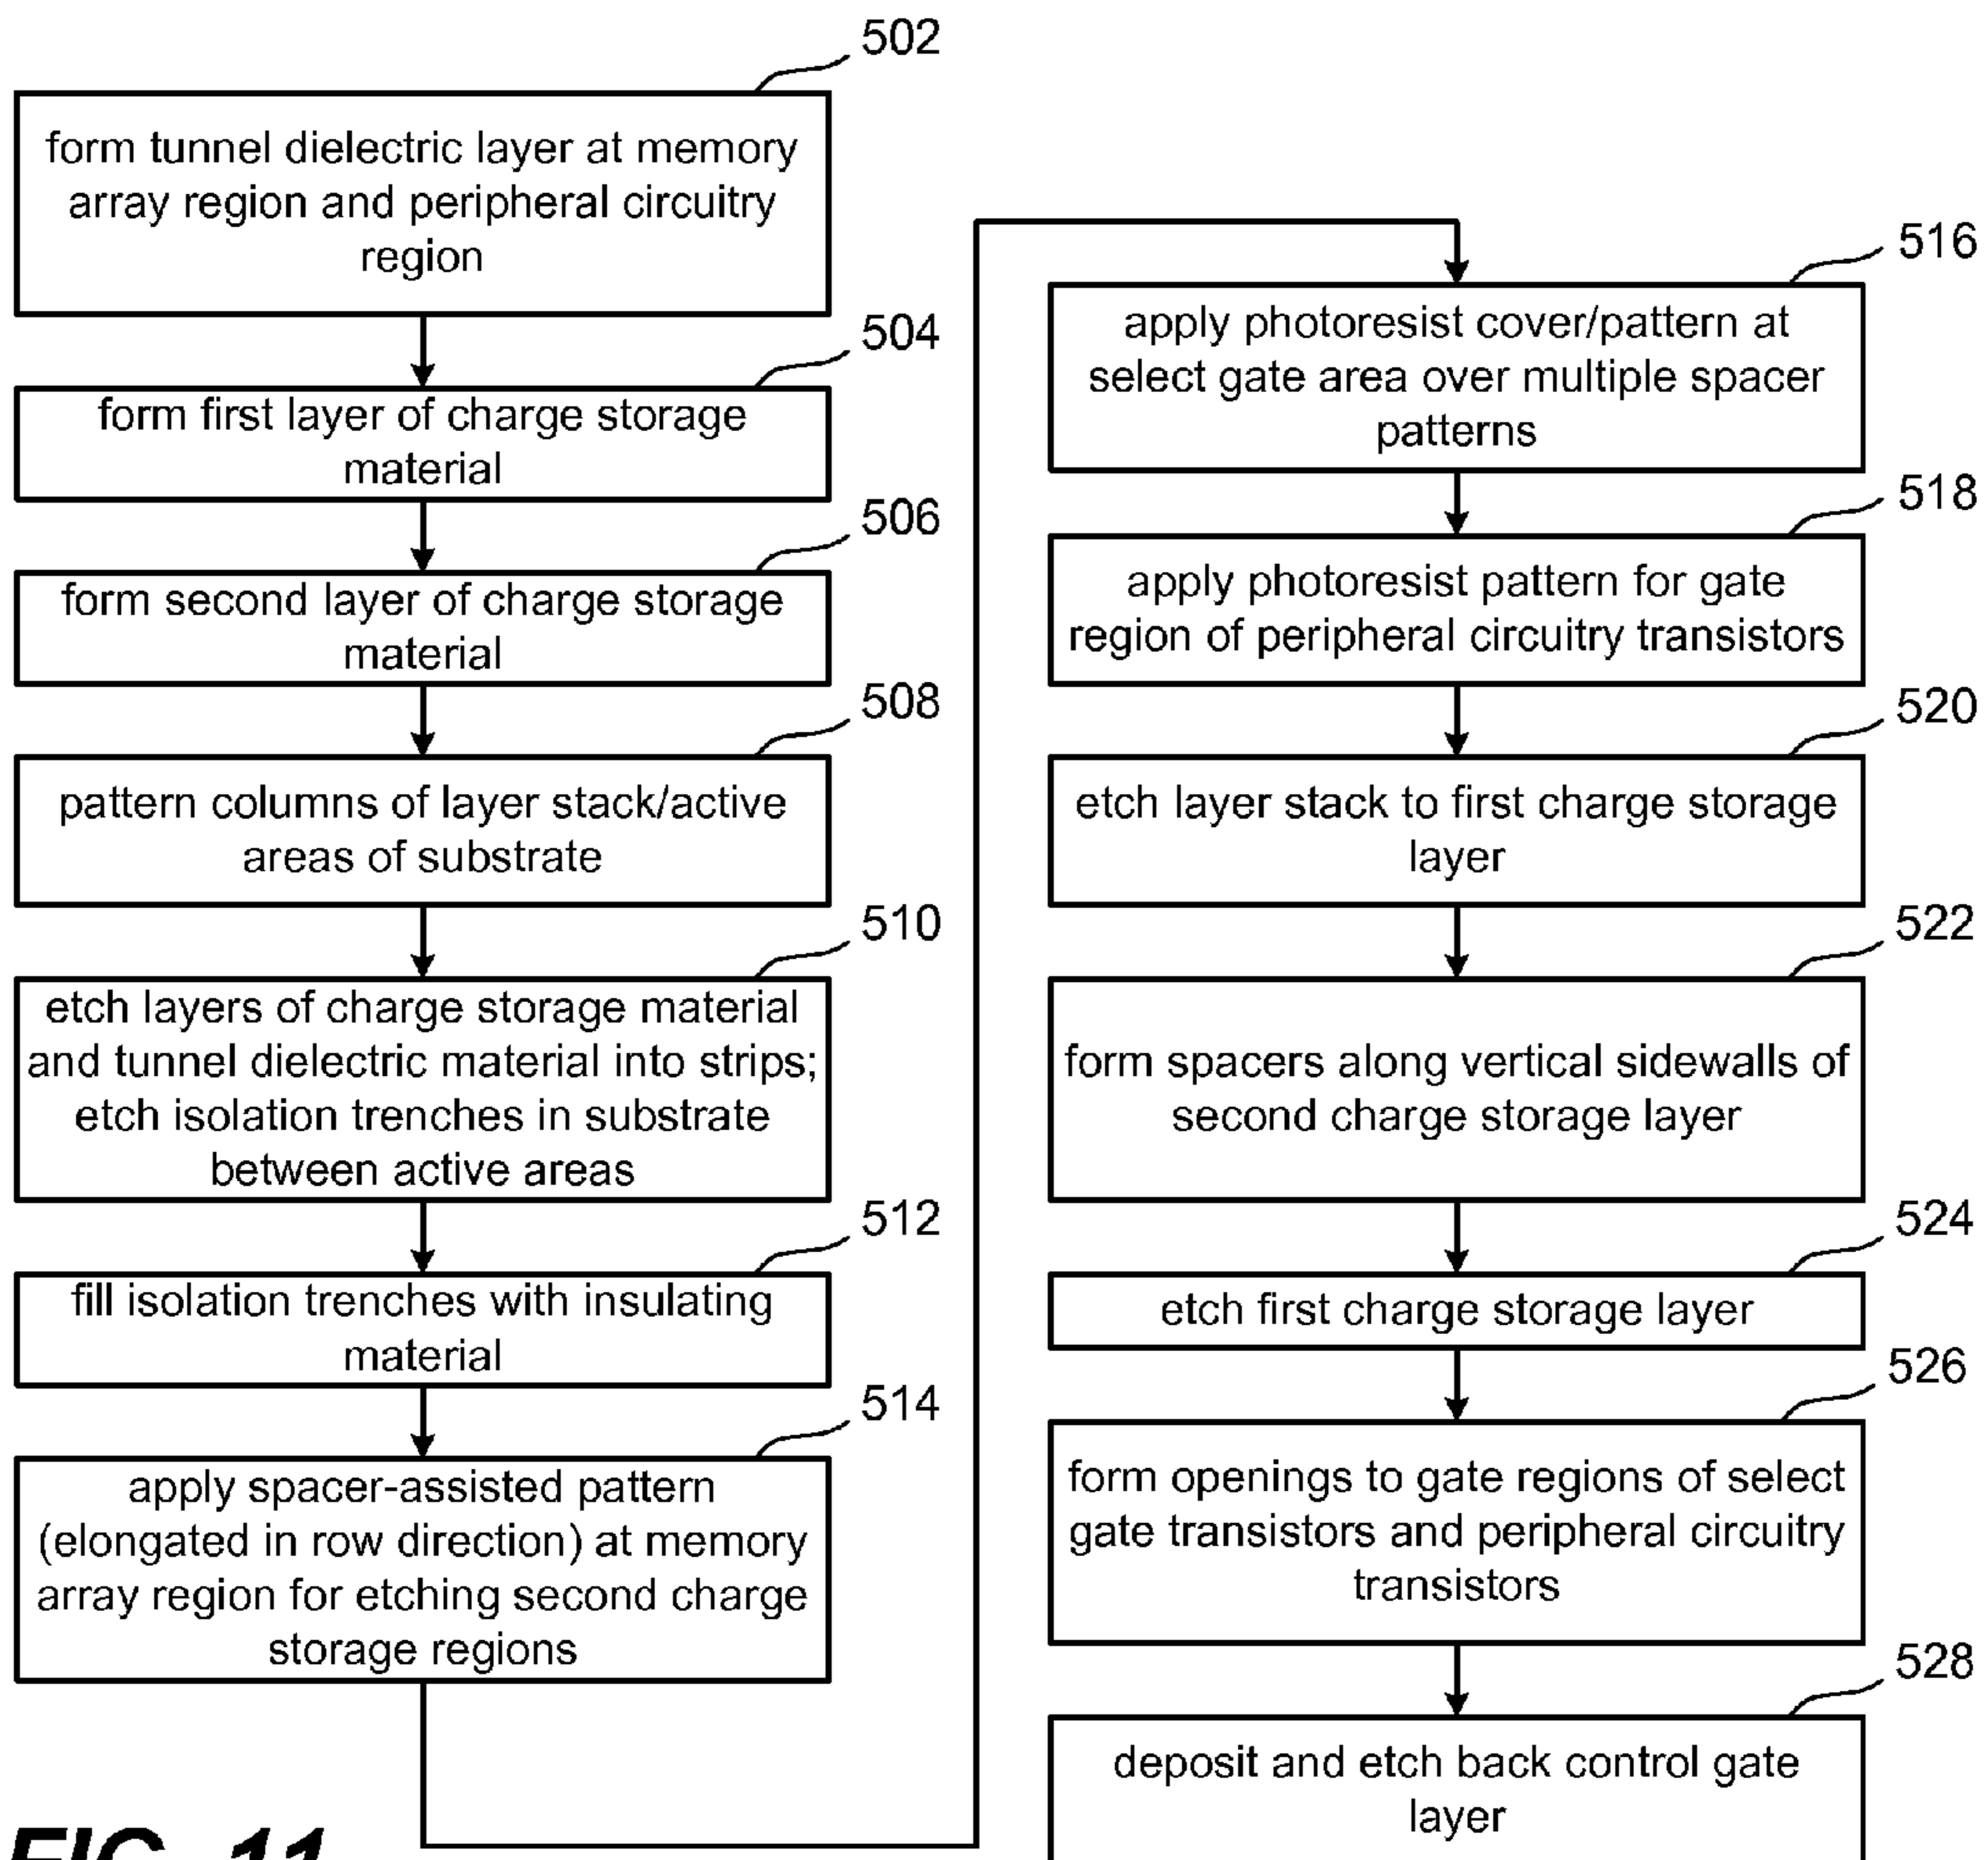 502
form tunnel dielectric layer at memory
array region and peripheral circuitry
region
504
form first layer of charge storage
material
506
form second layer of charge storage
material
508
pattern columns of layer stack/active
areas of substrate
510
etch layers of charge storage material
and tunnel dielectric material into strips;
etch isolation trenches in substrate
between active areas
512
fill isolation trenches with insulating
material
514
apply spacer-assisted pattern
(elongated in row direction) at memory
array region for etching second charge
storage regions
516
apply photoresist cover/pattern at
select gate area over multiple spacer
patterns
518
apply photoresist pattern for gate
region of peripheral circuitry transistors
520
etch layer stack to first charge storage
layer
522
form spacers along vertical sidewalls of
second charge storage layer
524
etch first charge storage layer
526
form openings to gate regions of select
gate transistors and peripheral circuitry
transistors
528
deposit and etch back control gate
layer
FIG. 11